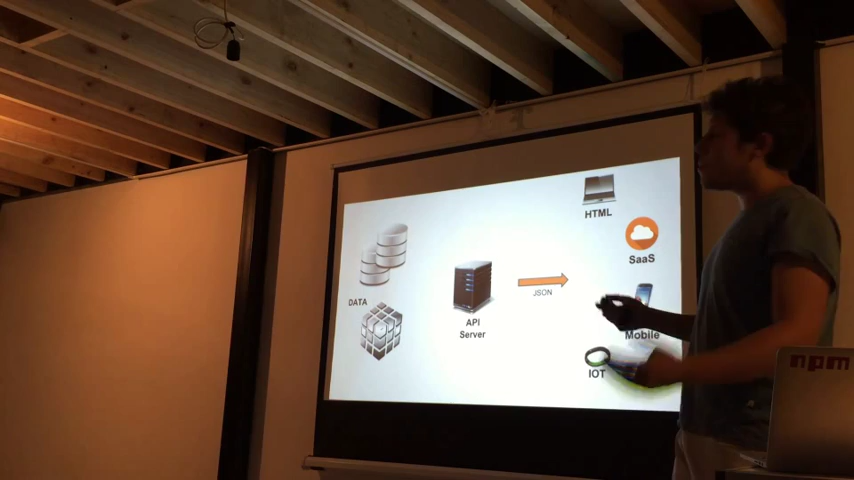 HTML
SaaS
DATA
JSON
API
Server
Mobile
IOT
npm